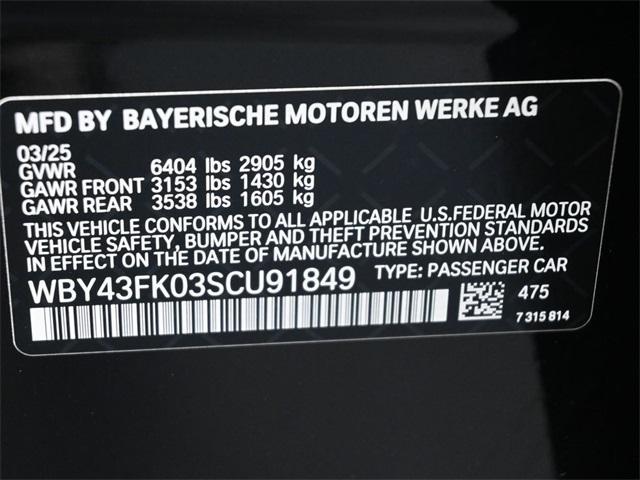 MFD BY BAYERISCHE MOTOREN WERKE AG
03/25
GVWR 6404 lbs 2905 kg
GAWR FRONT 3153 lbs 1430 kg
GAWR REAR 3538 lbs 1605 kg
THIS VEHICLE CONFORMS TO ALL APPLICABLE U.S.FEDERAL MOTOR
VEHICLE SAFETY, BUMPER AND THEFT PREVENTION STANDARDS
IN EFFECT ON THE DATE OF MANUFACTURE SHOWN ABOVE.
WBY43FK03SCU91849 TYPE: PASSENGER CAR
475
7 315 814